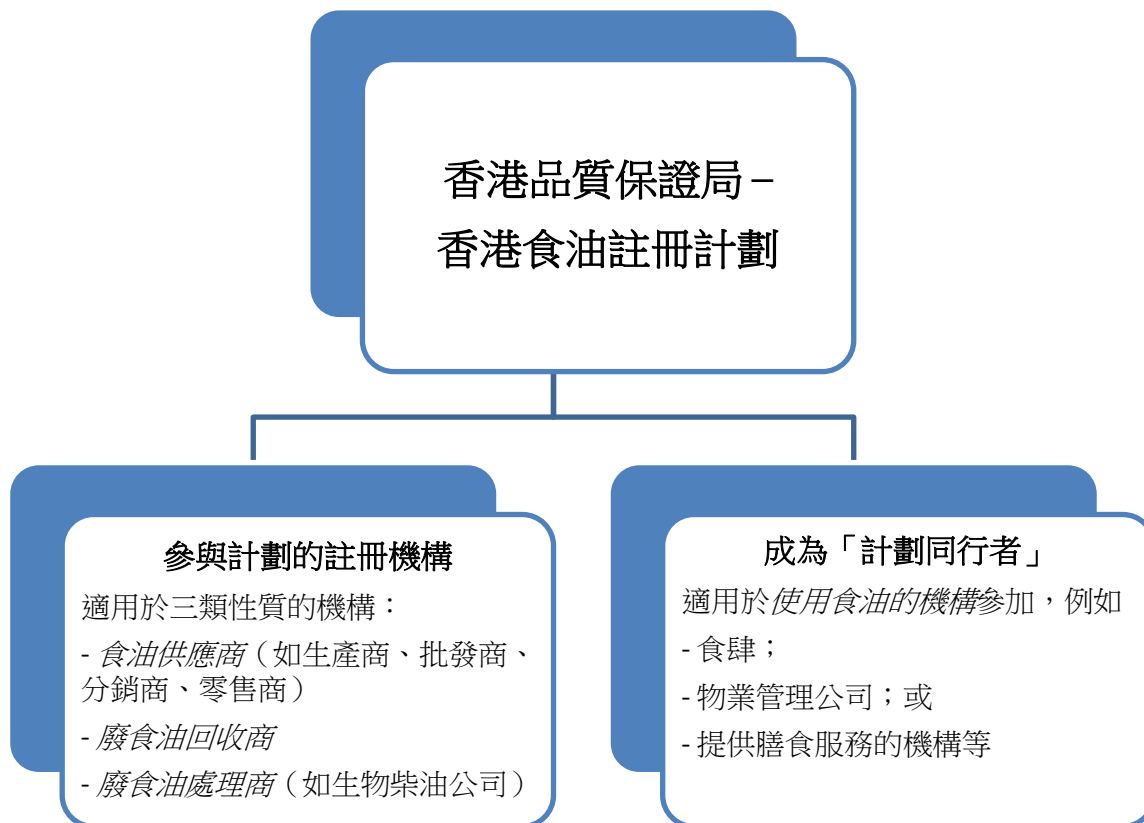 香港品質保證局 –
香港食油註冊計劃
參與計劃的註冊機構
適用於三類性質的機構：
- 食油供應商（如生產商、批發商、
分銷商、零售商）
- 廢食油回收商
- 廢食油處理商（如生物柴油公司）
成為「計劃同行者」
適用於使用食油的機構參加，例如
- 食肆；
- 物業管理公司；或
- 提供膳食服務的機構等